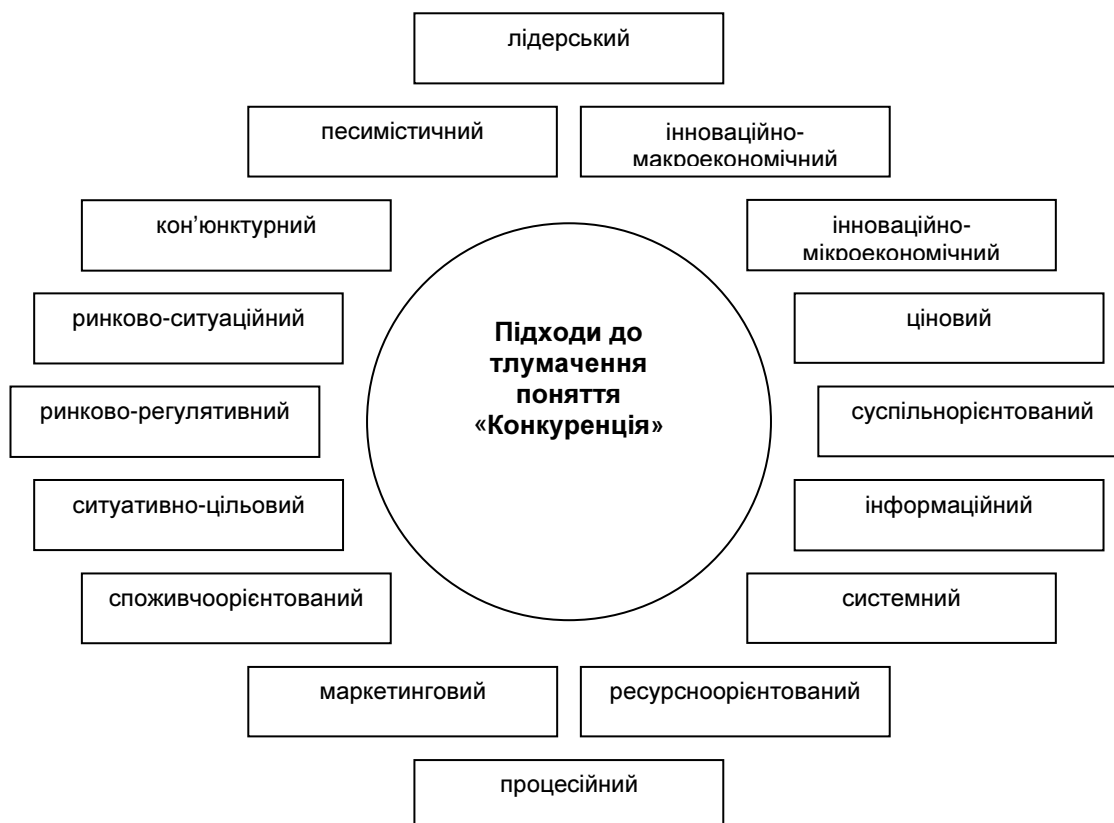 лідерський
песимістичний
інноваційно-
макроекономічний
кон’юнктурний
інноваційно-
мікроекономічний
ринково-ситуаційний
ціновий
Підходи до
тлумачення
поняття
«Конкуренція»
ринково-регулятивний
суспільнорієнтований
ситуативно-цільовий
інформаційний
споживчоорієнтований
системний
маркетинговий
ресурсноорієнтований
процесійний